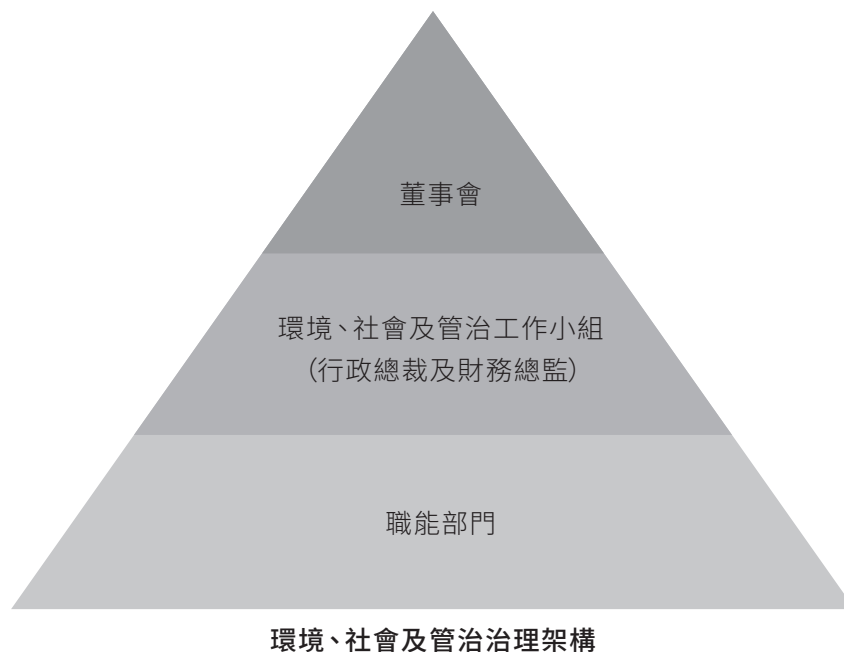 董事會
環境、社會及管治工作小組
（行政總裁及財務總監）
職能部門
環境、社會及管治治理架構